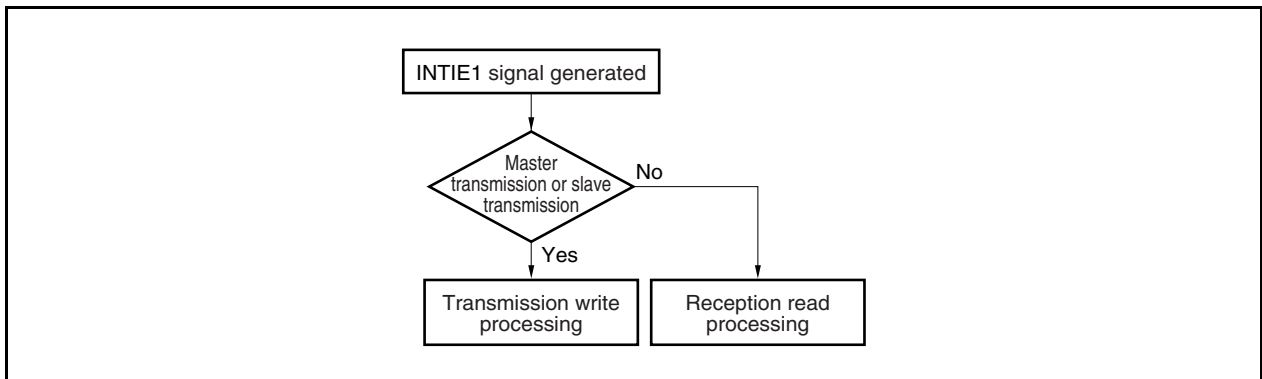 INTIE1 signal generated
Master
transmission or slave
transmission
No
Yes
Transmission write
processing
Reception read
processing